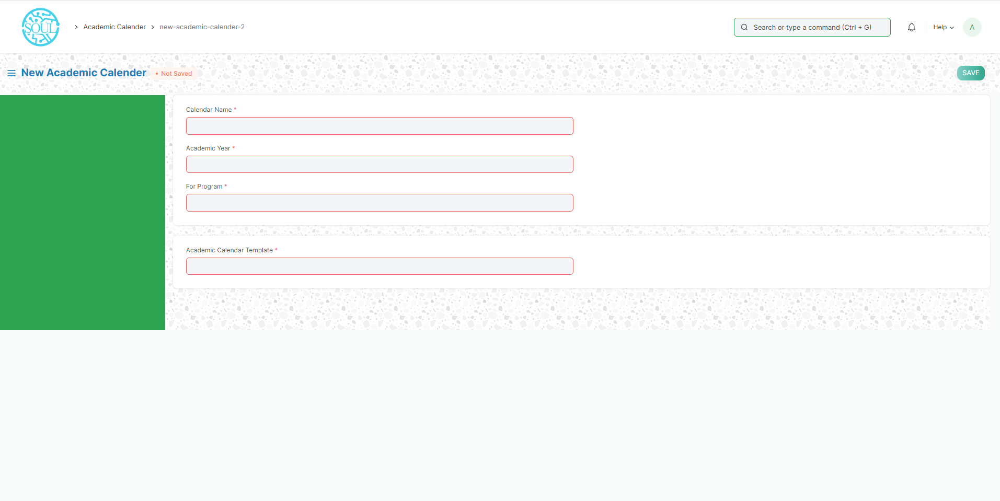 SOUL
Academic Calender
new-academic-calender-2
Search or type a command (Ctrl + G)
Help
A
New Academic Calender
• Not Saved
SAVE
Calendar Name *
Academic Year *
For Program *
Academic Calendar Template *